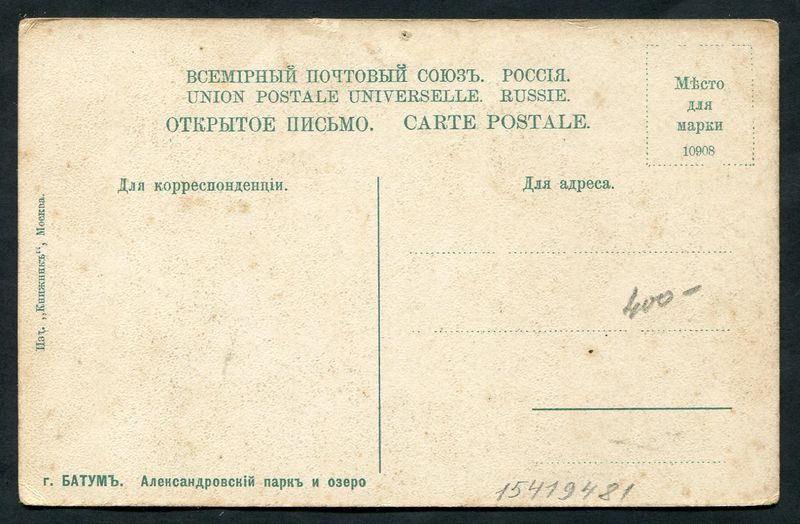 ВСЕМІРНЫЙ ПОЧТОВЫЙ СОЮЗЪ. РОССІЯ.
UNION POSTALE UNIVERSELLE. RUSSIE.
ОТКРЫТОЕ ПИСЬМО. CARTE POSTALE.
Мѣсто
для
марки
10908
Для корреспонденціи.
Для адреса.
Изд. „Книжникъ“, Москва.
400-
г. БАТУМЪ. Александровскій паркъ и озеро
15419481